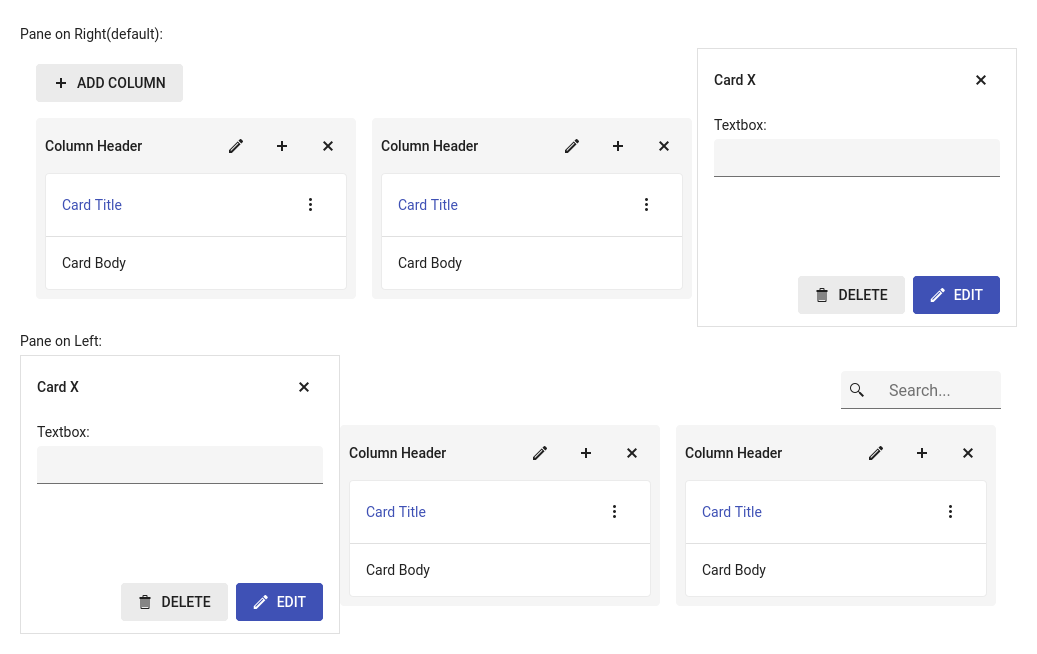 Pane on Right(default):
ADD COLUMN
Column Header
Card Title
Card Body
Column Header
Card Title
Card Body
Card X
Textbox:
DELETE
EDIT
Pane on Left:
Card X
Textbox:
DELETE
EDIT
Search...
Column Header
Card Title
Card Body
Column Header
Card Title
Card Body